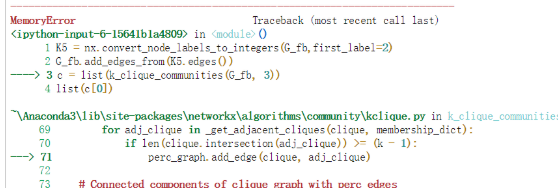 MemoryError Traceback (most recent call last)
<ipython-input-6-15641b1a4809> in <module>()
1 K5 = nx.convert_node_labels_to_integers(G_fb,first_label=2)
2 G_fb.add_edges_from(K5.edges())
----> 3 c = list(k_clique_communities(G_fb, 3))
4 list(c[0])
~\Anaconda3\lib\site-packages\networkx\algorithms\community\kclique.py in k_clique_communities
69 for adj_clique in _get_adjacent_cliques(clique, membership_dict):
70 if len(clique.intersection(adj_clique)) >= (k - 1):
---> 71 perc_graph.add_edge(clique, adj_clique)
72
73 # Connected components of clique graph with perc edges